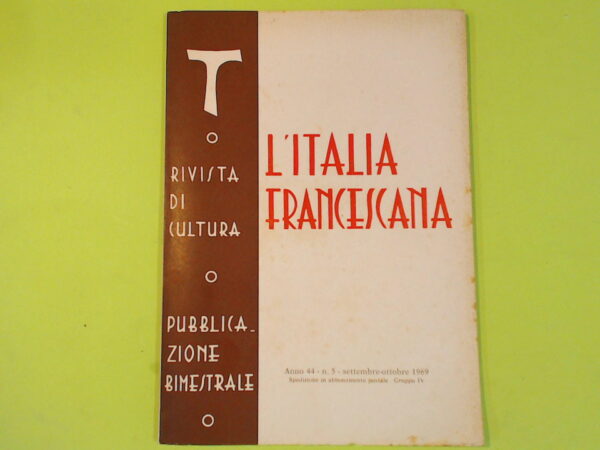 T
RIVISTA
DI
CULTURA
PUBBLICA-
ZIONE
BIMESTRALE
L'ITALIA
FRANCESCANA
Anno 44 - n. 5 - settembre-ottobre 1969
Spedizione in abbonamento postale Gruppo IV